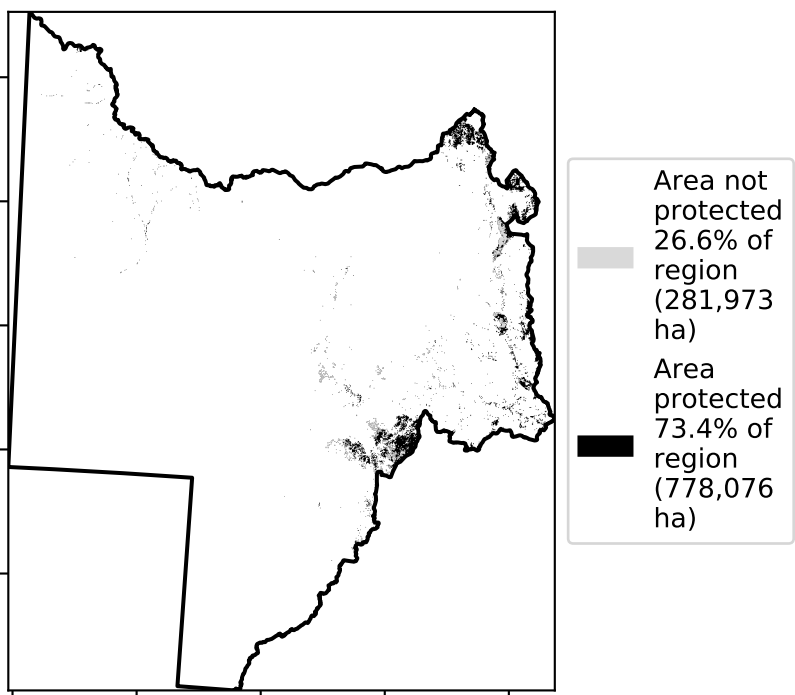 Area not
protected
26.6% of
region
(281,973
ha)
Area
protected
73.4% of
region
(778,076
ha)